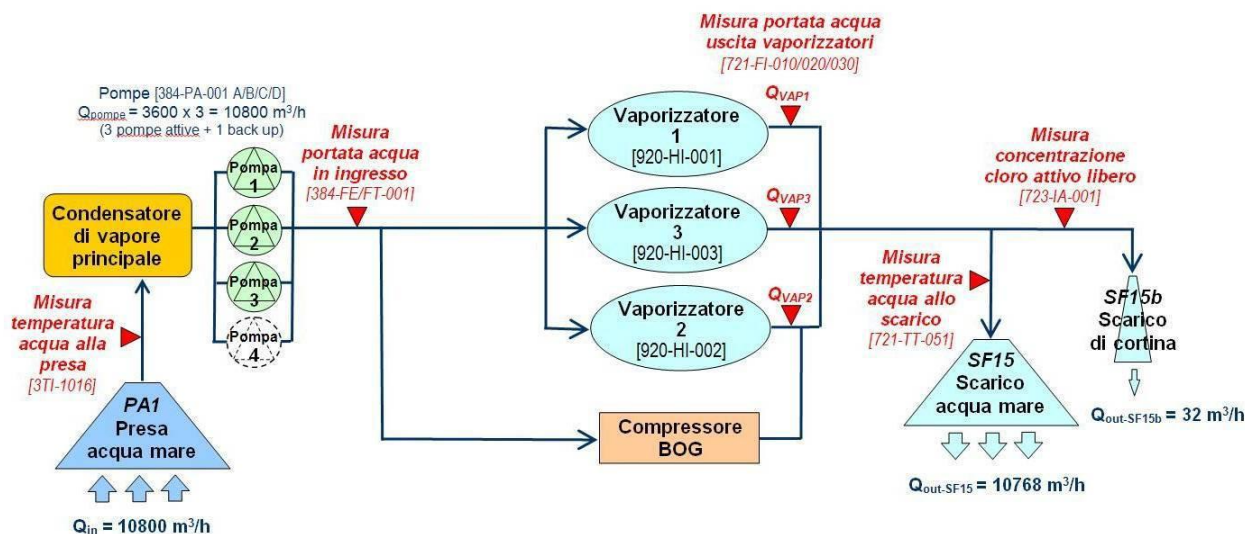 Misura portata acqua
uscita vaporizzatori
[721-FI-010/020/030]
Pompe [384-PA-001 A/B/C/D]
Qpompe = 3600 x 3 = 10800 m³/h
(3 pompe attive + 1 back up)
Misura
portata acqua
in ingresso
[384-FE/FT-001]
Pompa
1
Pompa
2
Pompa
3
Pompa
4
Condensatore
di vapore
principale
Misura
temperatura
acqua alla
presa
[3TI-1016]
PA1
Presa
acqua mare
Qin = 10800 m³/h
Vaporizzatore
1
[920-HI-001]
QVAP1
Vaporizzatore
3
[920-HI-003]
QVAP3
Vaporizzatore
2
[920-HI-002]
QVAP2
Compressore
BOG
Misura
concentrazione
cloro attivo libero
[723-IA-001]
Misura
temperatura
acqua allo
scarico
[721-TT-051]
SF15
Scarico
acqua mare
Qout-SF15 = 10768 m³/h
SF15b
Scarico
di cortina
Qout-SF15b = 32 m³/h